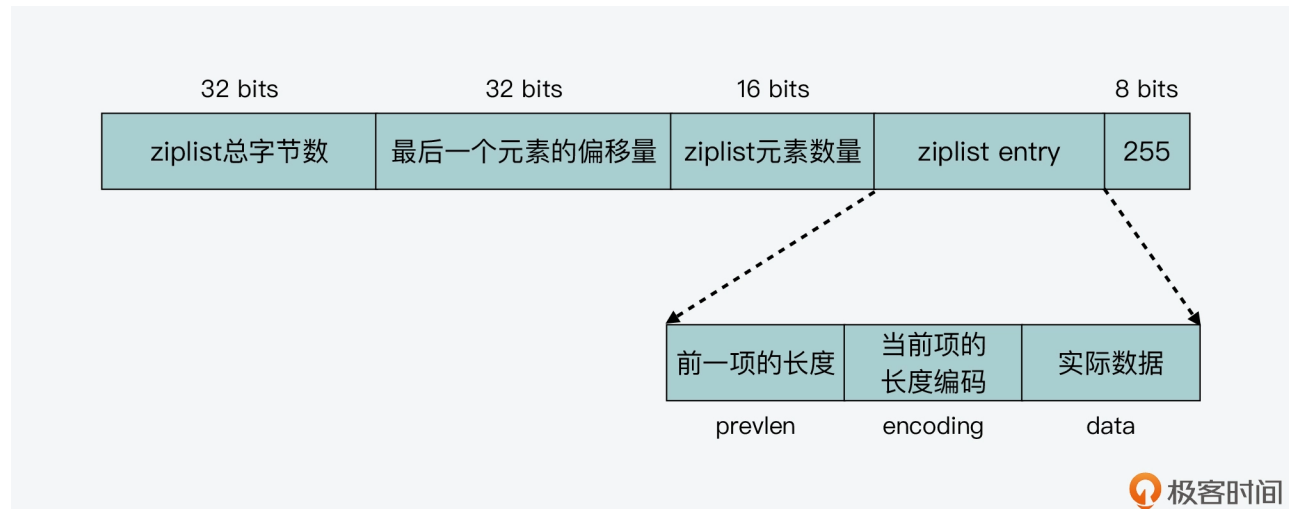 32 bits
32 bits
16 bits
8 bits
ziplist总字节数
最后一个元素的偏移量
ziplist元素数量
ziplist entry
255
前一项的长度
当前项的
长度编码
实际数据
prevlen
encoding
data
极客时间